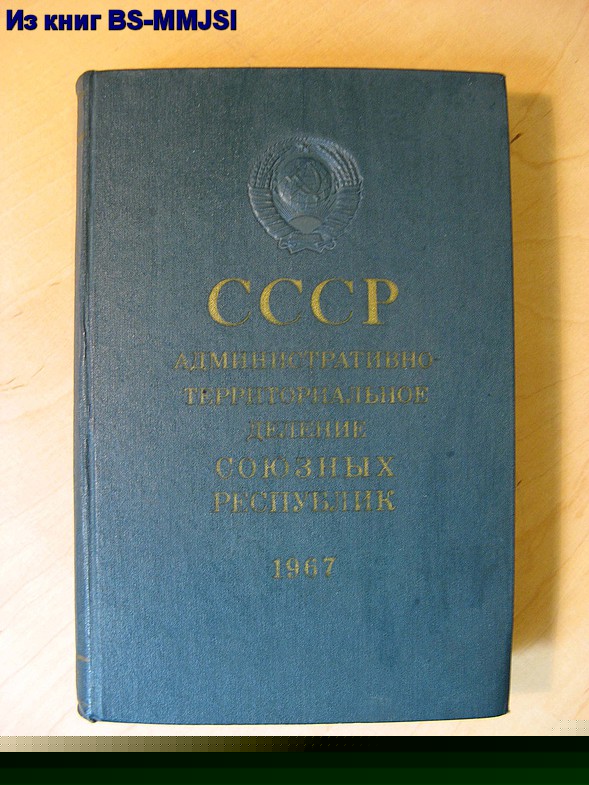 Из книг BS-MMJSI
СССР
АДМИНИСТРАТИВНО-
ТЕРРИТОРИАЛЬНОЕ
ДЕЛЕНИЕ
СОЮЗНЫХ
РЕСПУБЛИК
1967